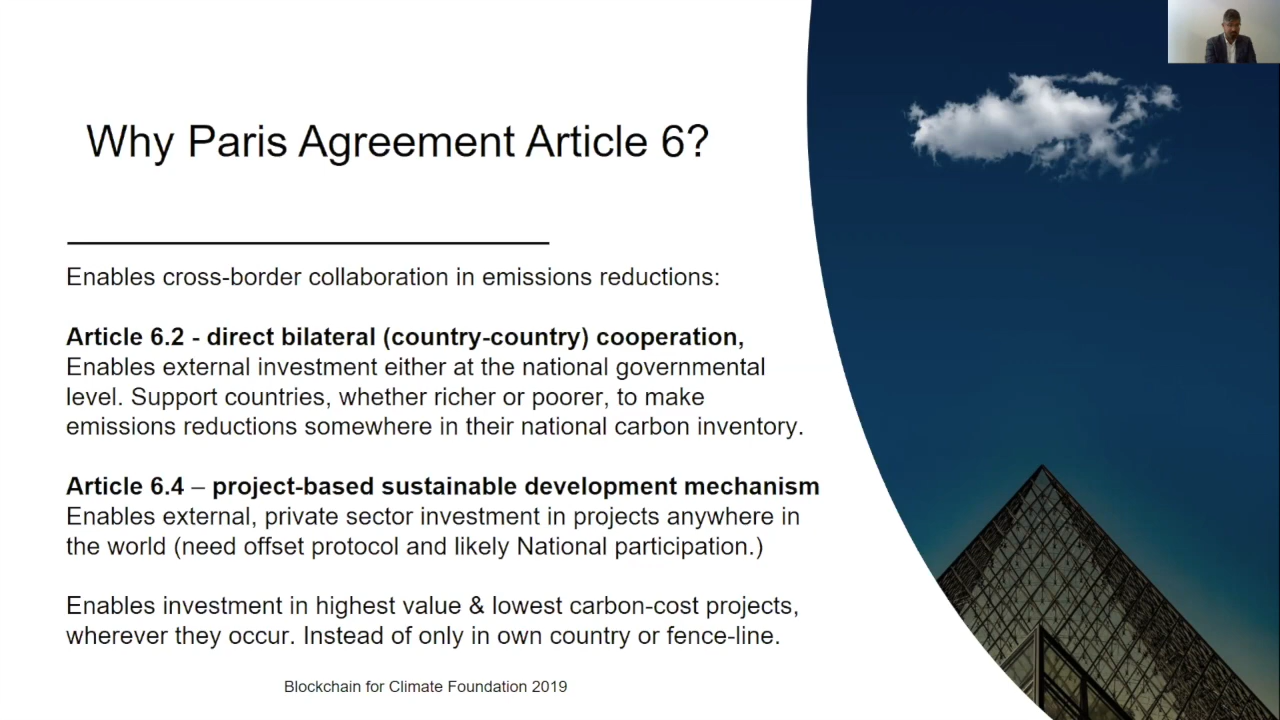 Why Paris Agreement Article 6?
Enables cross-border collaboration in emissions reductions:
Article 6.2 - direct bilateral (country-country) cooperation,
Enables external investment either at the national governmental
level. Support countries, whether richer or poorer, to make
emissions reductions somewhere in their national carbon inventory.
Article 6.4 – project-based sustainable development mechanism
Enables external, private sector investment in projects anywhere in
the world (need offset protocol and likely National participation.)
Enables investment in highest value & lowest carbon-cost projects,
wherever they occur. Instead of only in own country or fence-line.
Blockchain for Climate Foundation 2019